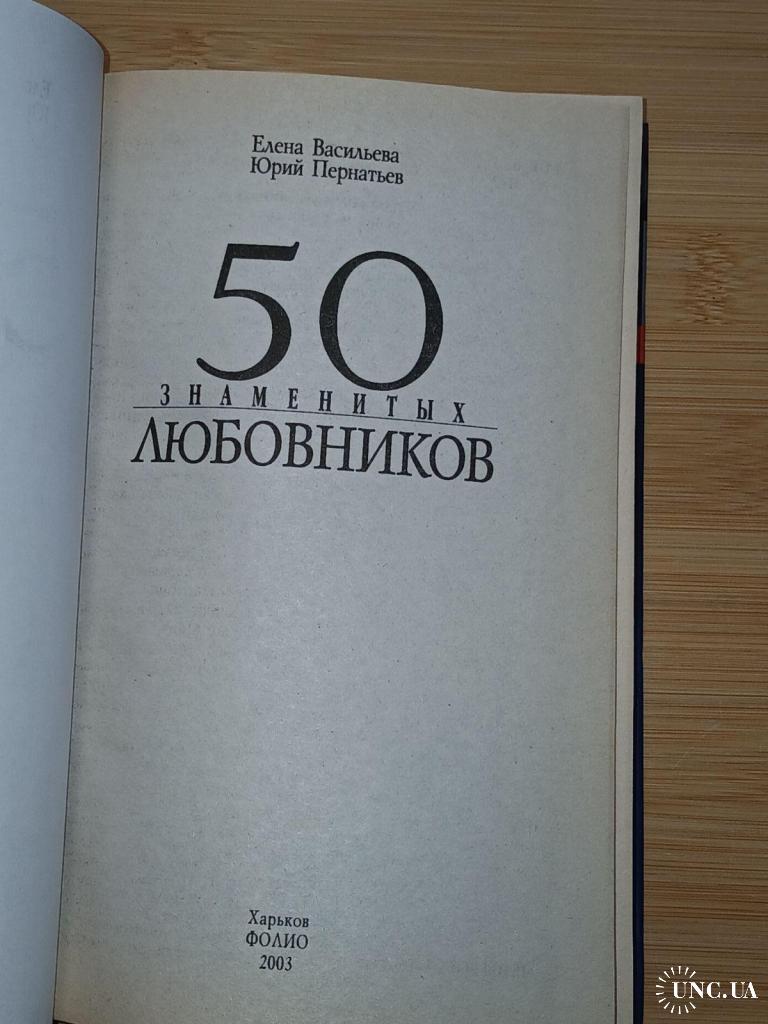 Елена Васильева
Юрий Пернатьев
50
ЗНАМЕНИТЫХ
ЛЮБОВНИКОВ
Харьков
ФОЛИО
2003
UNC.UA